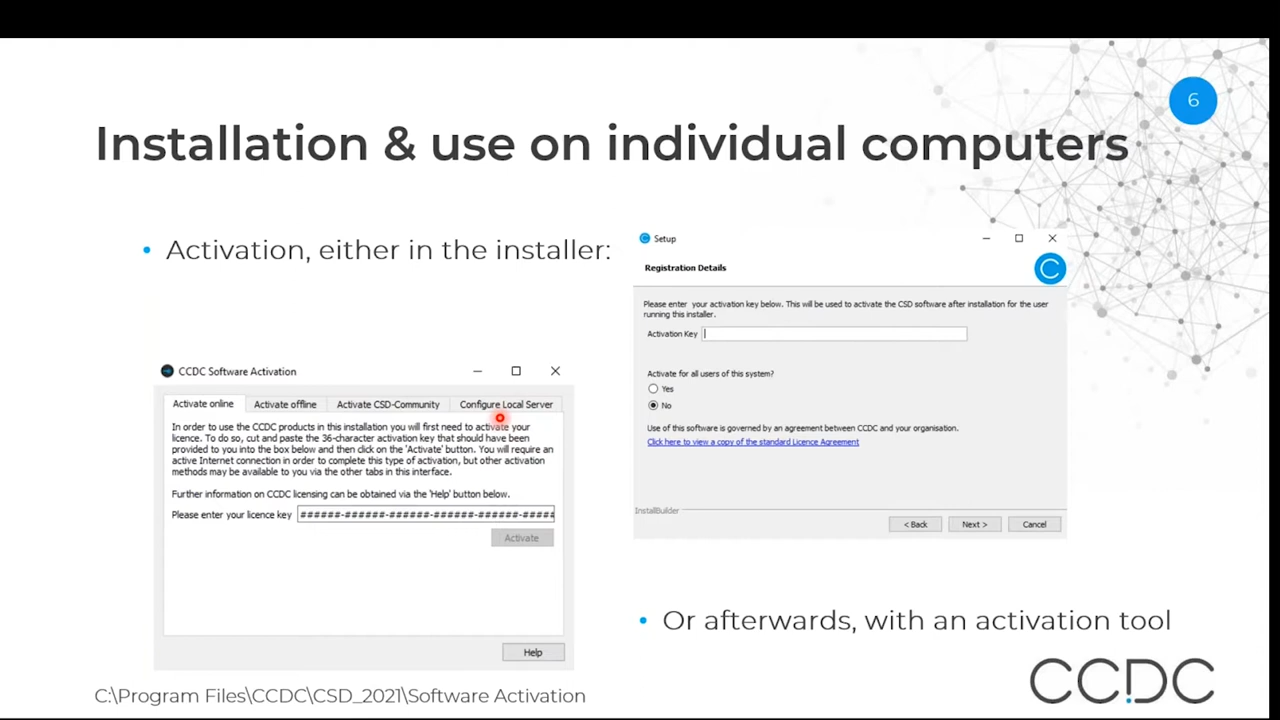 6
Installation & use on individual computers
• Activation, either in the installer:
Setup
Registration Details
Please enter your activation key below. This will be used to activate the CSD software after installation for the user
running this installer.
Activation Key
Activate for all users of this system?
Yes
No
Use of this software is governed by an agreement between CCDC and your organisation.
Click here to view a copy of the standard Licence Agreement
InstallBuilder
< Back Next > Cancel
CCDC Software Activation
Activate online Activate offline Activate CSD-Community Configure Local Server
In order to use the CCDC products in this installation you will first need to activate your
licence. To do so, cut and paste the 36-character activation key that should have been
provided to you into the box below and then click on the 'Activate' button. You will require an
active Internet connection in order to complete this type of activation, but other activation
methods may be available to you via the other tabs in this interface.
Further information on CCDC licensing can be obtained via the 'Help' button below.
Please enter your licence key ######-######-######-######-######-#####
Activate
Help
• Or afterwards, with an activation tool
C:\Program Files\CCDC\CSD_2021\Software Activation
CCDC